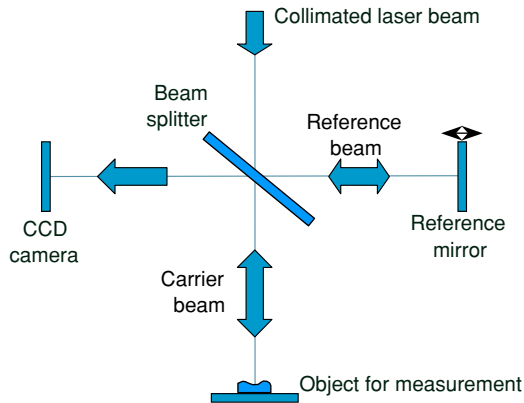 Collimated laser beam
Beam
splitter
Reference
beam
CCD
camera
Reference
mirror
Carrier
beam
Object for measurement